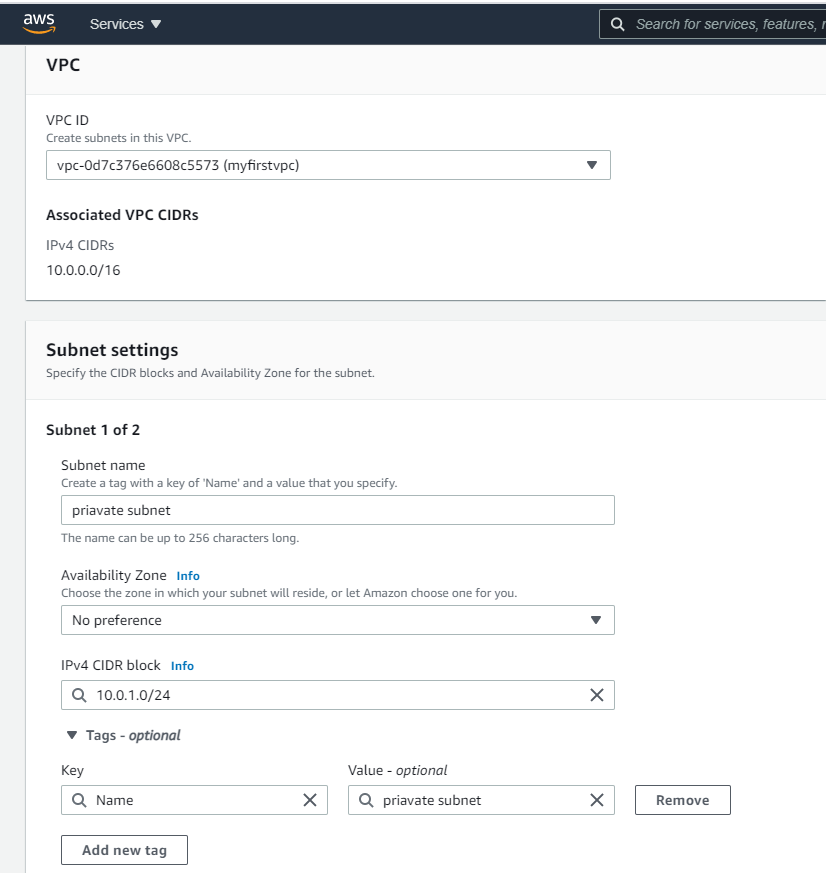 aws Services Search for services, features,
VPC
VPC ID
Create subnets in this VPC.
vpc-0d7c376e6608c5573 (myfirstvpc)
Associated VPC CIDRs
IPv4 CIDRs
10.0.0.0/16
Subnet settings
Specify the CIDR blocks and Availability Zone for the subnet.
Subnet 1 of 2
Subnet name
Create a tag with a key of 'Name' and a value that you specify.
priavate subnet
The name can be up to 256 characters long.
Availability Zone Info
Choose the zone in which your subnet will reside, or let Amazon choose one for you.
No preference
IPv4 CIDR block Info
10.0.1.0/24
Tags - optional
Key Value - optional
Name priavate subnet Remove
Add new tag